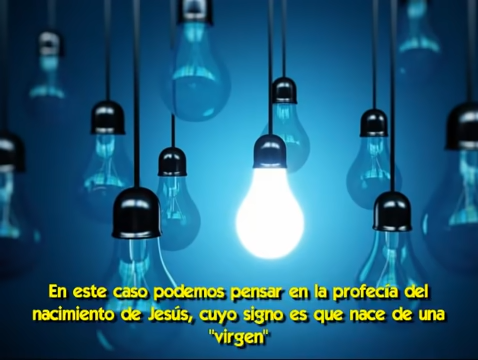 En este caso podemos pensar en la profecía del
nacimiento de Jesús, cuyo signo es que nace de una
"virgen"